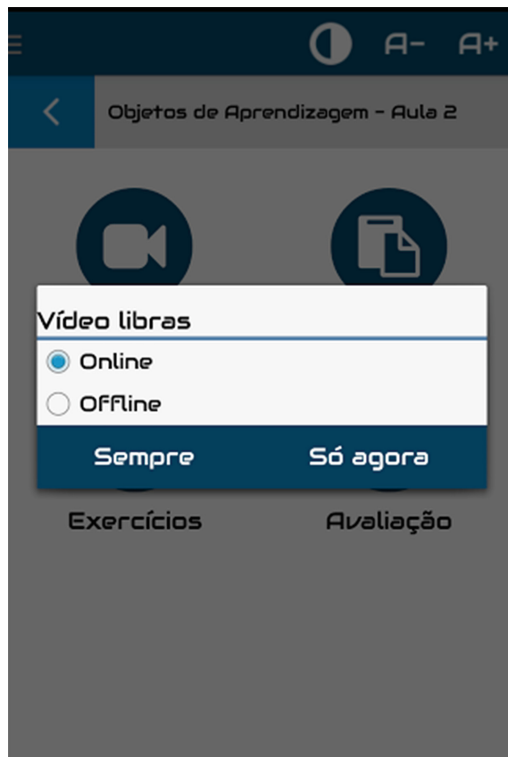 A- A+
Objetos de Aprendizagem - Aula 2
Vídeo libras
Online
Offline
Sempre Só agora
Exercícios Avaliação